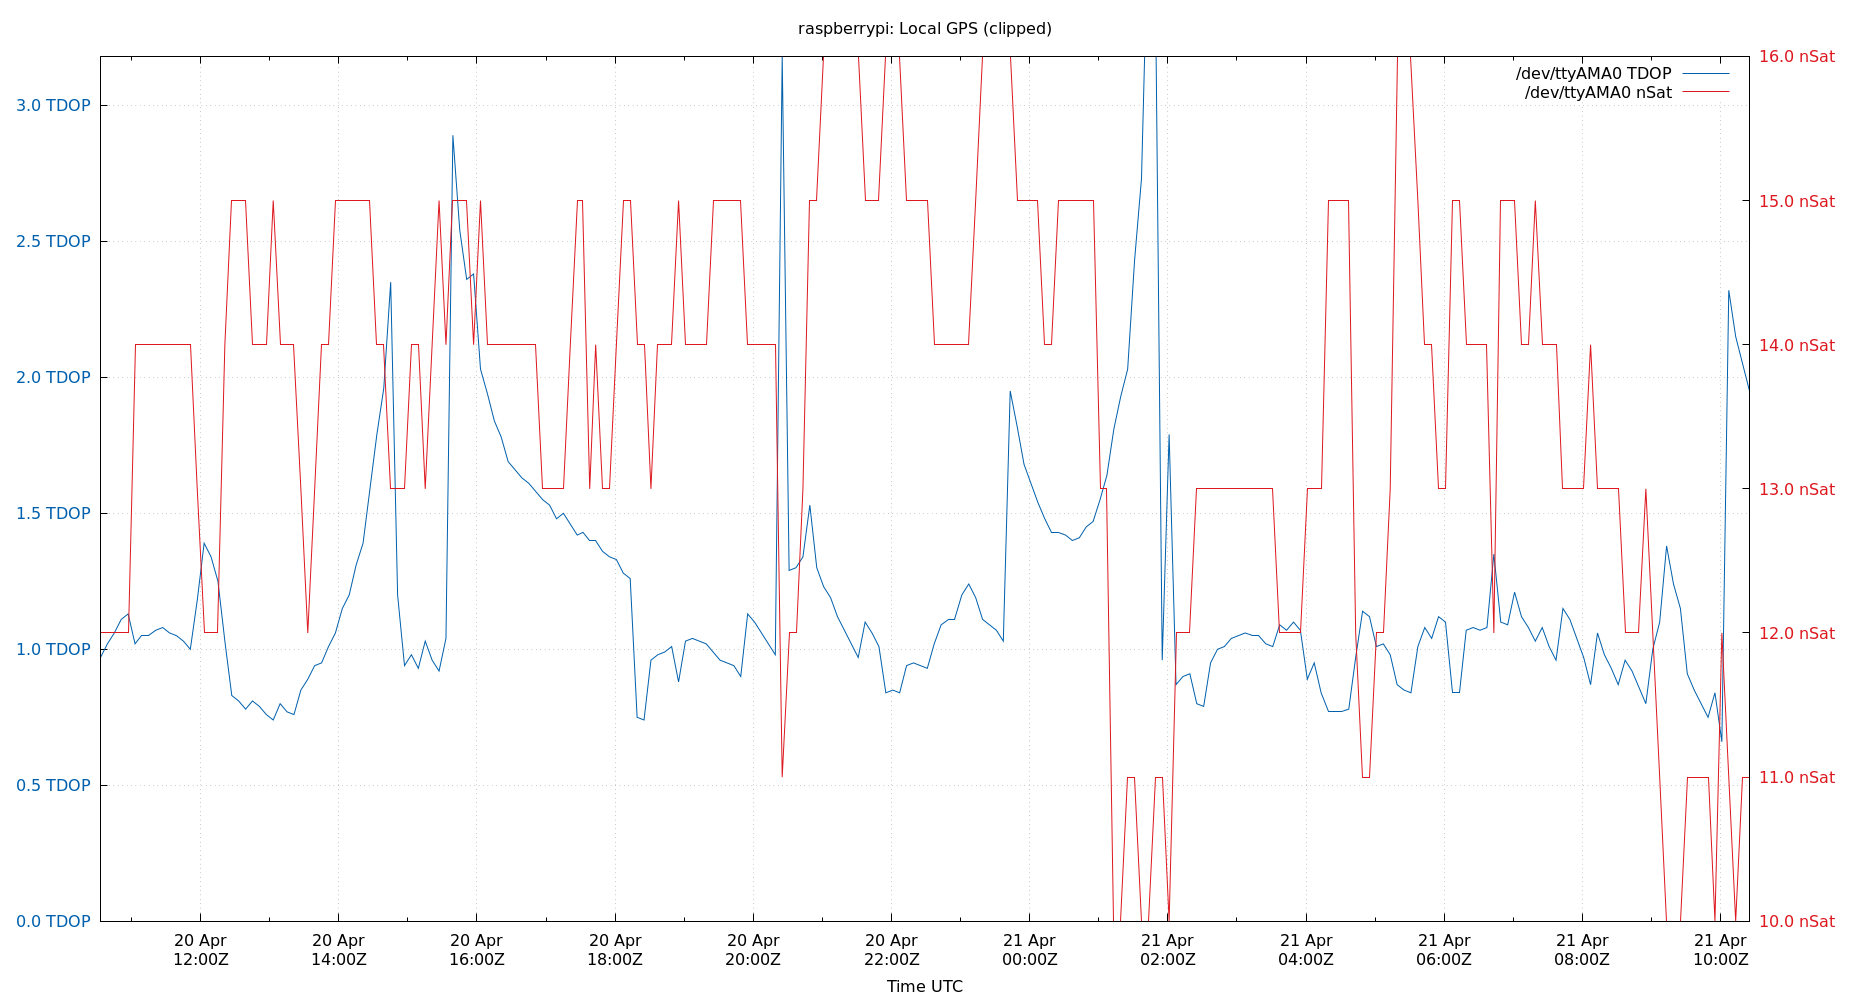 raspberrypi: Local GPS (clipped)
/dev/ttyAMA0 TDOP
/dev/ttyAMA0 nSat
3.0 TDOP
2.5 TDOP
2.0 TDOP
1.5 TDOP
1.0 TDOP
0.5 TDOP
0.0 TDOP
16.0 nSat
15.0 nSat
14.0 nSat
13.0 nSat
12.0 nSat
11.0 nSat
10.0 nSat
20 Apr
12:00Z
20 Apr
14:00Z
20 Apr
16:00Z
20 Apr
18:00Z
20 Apr
20:00Z
20 Apr
22:00Z
21 Apr
00:00Z
21 Apr
02:00Z
21 Apr
04:00Z
21 Apr
06:00Z
21 Apr
08:00Z
21 Apr
10:00Z
Time UTC